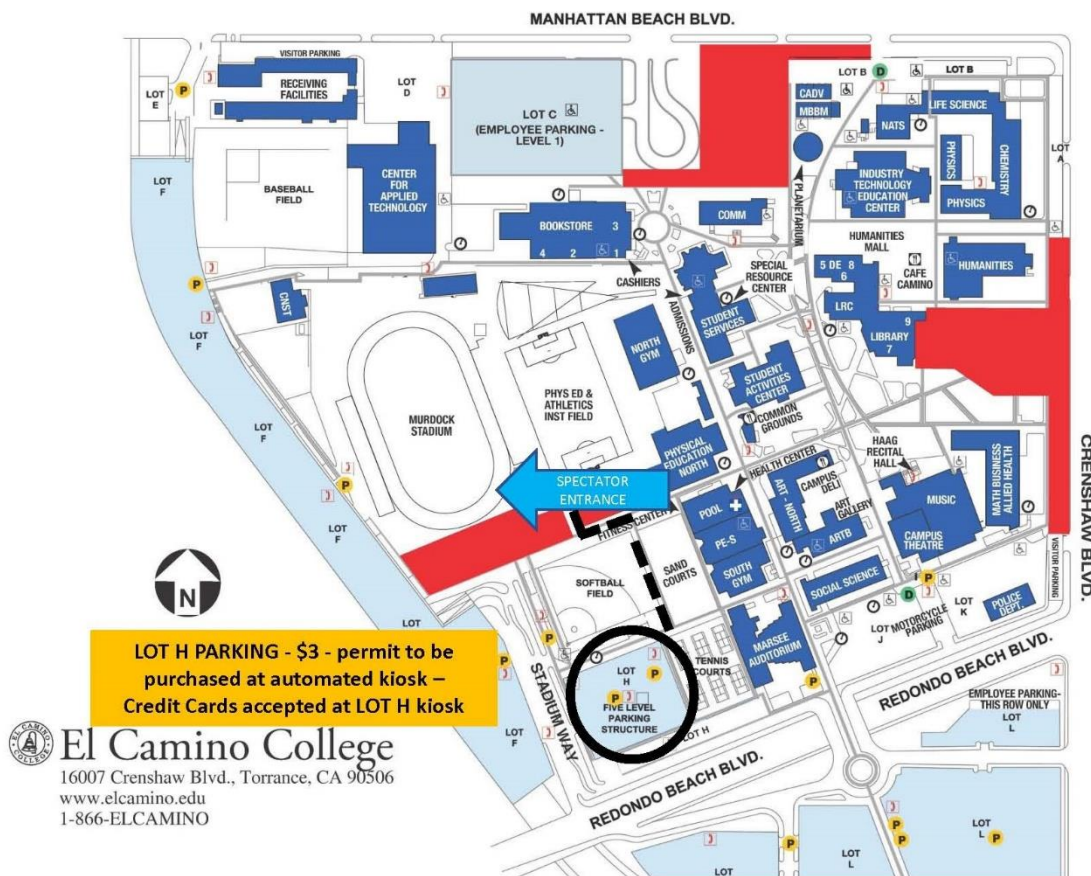 MANHATTAN BEACH BLVD.
VISITOR PARKING
RECEIVING
FACILITIES
LOT
E
P
LOT
D
LOT C
(EMPLOYEE PARKING -
LEVEL 1)
LOT B
D
LOT B
CADV
MBBM
NATS
LIFE SCIENCE
PHYSICS
CHEMISTRY
PHYSICS
LOT
A
LOT
F
BASEBALL
FIELD
CENTER
FOR
APPLIED
TECHNOLOGY
PLANETARIUM
INDUSTRY
TECHNOLOGY
EDUCATION
CENTER
BOOKSTORE 3
4 2 1
COMM
HUMANITIES
MALL
CAFE
CAMINO
HUMANITIES
5 DE 8
6
LRC
LIBRARY
9
7
CASHIERS
ADMISSIONS
SPECIAL
RESOURCE
CENTER
STUDENT
SERVICES
P
CNST
LOT
F
NORTH
GYM
STUDENT
ACTIVITIES
CENTER
COMMON
GROUNDS
PHYS ED &
ATHLETICS
INST FIELD
MURDOCK
STADIUM
LOT
F
PHYSICAL
EDUCATION
NORTH
HEALTH CENTER
HAAG
RECITAL
HALL
MATH BUSINESS
ALLIED HEALTH
CRENSHAW BLVD.
LOT
F
P
SPECTATOR
ENTRANCE
FITNESS CENTER
POOL
PE-S
SOUTH
GYM
ART - NORTH
CAMPUS
DELI
ART
GALLERY
ARTB
MUSIC
CAMPUS
THEATRE
SAND
COURTS
SOFTBALL
FIELD
SOCIAL SCIENCE
P
D
LOT
J
MOTORCYCLE
PARKING
LOT
K
POLICE
DEPT.
VISITOR PARKING
N
MARSEE
AUDITORIUM
TENNIS
COURTS
P
P
P
LOT H PARKING - $3 - permit to be
purchased at automated kiosk –
Credit Cards accepted at LOT H kiosk
STADIUM WAY
LOT
H
P
P
FIVE LEVEL
PARKING
STRUCTURE
LOT H
LOT
F
REDONDO BEACH BLVD.
REDONDO BEACH BLVD.
EMPLOYEE PARKING-
THIS ROW ONLY
LOT
L
EL CAMINO
COLLEGE
El Camino College
16007 Crenshaw Blvd., Torrance, CA 90506
www.elcamino.edu
1-866-ELCAMINO
P
P
P
P
LOT
L
LOT
L
LOT